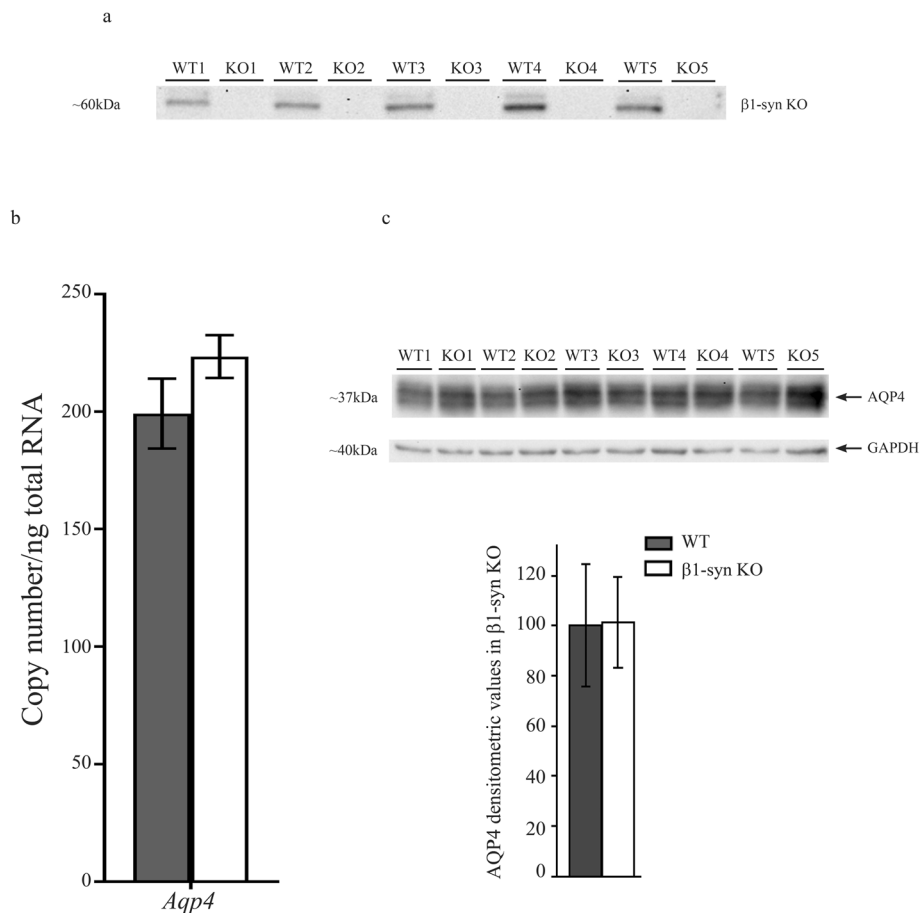 a
WT1 KO1 WT2 KO2 WT3 KO3 WT4 KO4 WT5 KO5
~60kDa β1-syn KO
b
Copy number/ng total RNA
250
200
150
100
50
0
Aqp4
c
WT1 KO1 WT2 KO2 WT3 KO3 WT4 KO4 WT5 KO5
~37kDa AQP4
~40kDa GAPDH
WT
β1-syn KO
AQP4 densitometric values in β1-syn KO
120
100
80
60
40
20
0